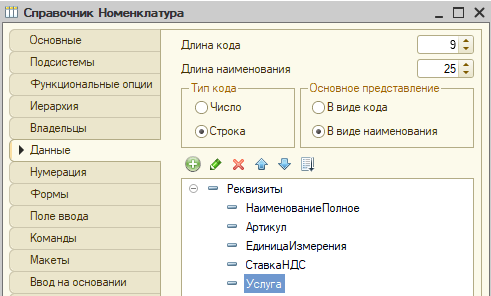 Справочник Номенклатура
Основные
Подсистемы
Функциональные опции
Иерархия
Владельцы
Данные
Нумерация
Формы
Поле ввода
Команды
Макеты
Ввод на основании
Длина кода 9
Длина наименования 25
Тип кода
Число
Строка
Основное представление
В виде кода
В виде наименования
Реквизиты
НаименованиеПолное
Артикул
ЕдиницаИзмерения
СтавкаНДС
Услуга